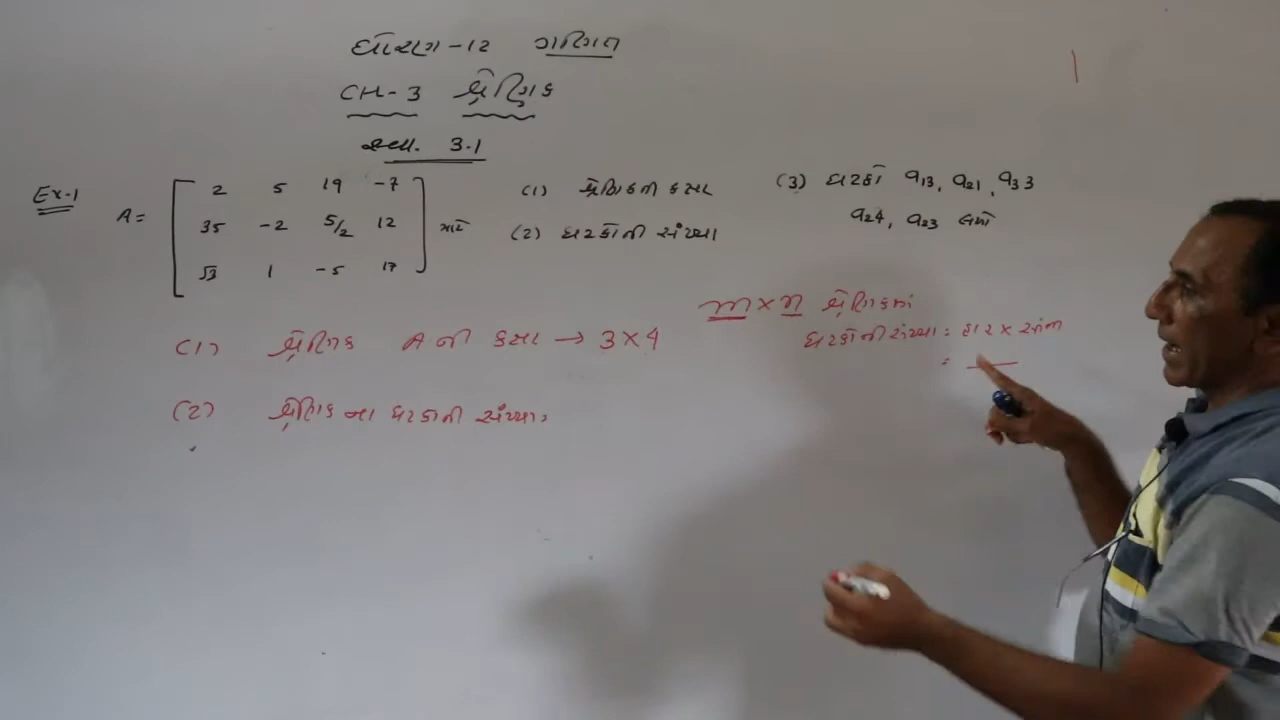 ધોરણ-12 ગણિત
CH-3 શ્રેણિક
સ્વા. 3.1
Ex-1
A = [ 2 5 19 -7
35 -2 5/2 12
√3 1 -5 17 ] માટે
(1) શ્રેણિકની કક્ષા
(2) ઘટકોની સંખ્યા
(3) ઘટકો a13, a21, a33
a24, a23 લખો
(1) શ્રેણિક A ની કક્ષા → 3×4
m×n શ્રેણિકમાં
ઘટકોની સંખ્યા = હાર × સ્તંભ
=
(2) શ્રેણિક ના ઘટકોની સંખ્યા =